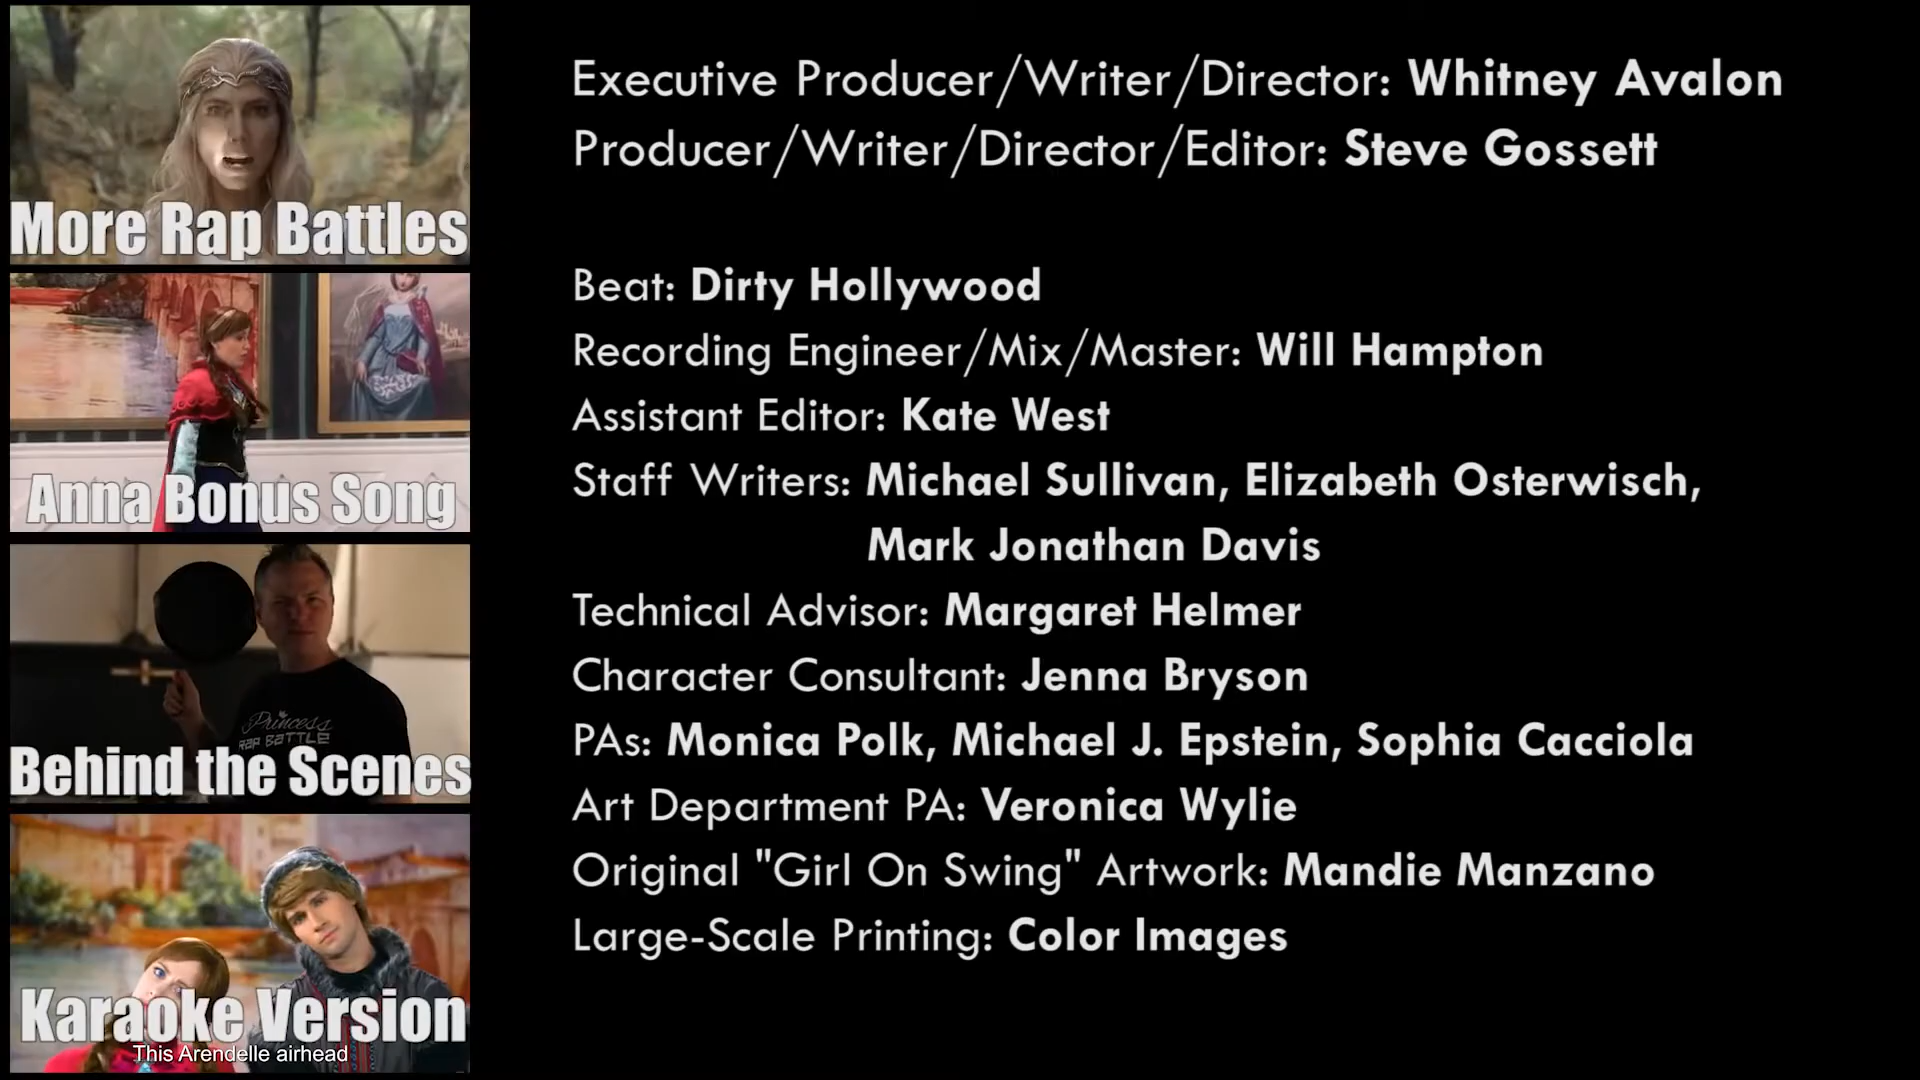 More Rap Battles
Anna Bonus Song
Princess
RAP BATTLE
Behind the Scenes
Karaoke Version
This Arendelle airhead
Executive Producer/Writer/Director: Whitney Avalon
Producer/Writer/Director/Editor: Steve Gossett
Beat: Dirty Hollywood
Recording Engineer/Mix/Master: Will Hampton
Assistant Editor: Kate West
Staff Writers: Michael Sullivan, Elizabeth Osterwisch,
Mark Jonathan Davis
Technical Advisor: Margaret Helmer
Character Consultant: Jenna Bryson
PAs: Monica Polk, Michael J. Epstein, Sophia Cacciola
Art Department PA: Veronica Wylie
Original "Girl On Swing" Artwork: Mandie Manzano
Large-Scale Printing: Color Images